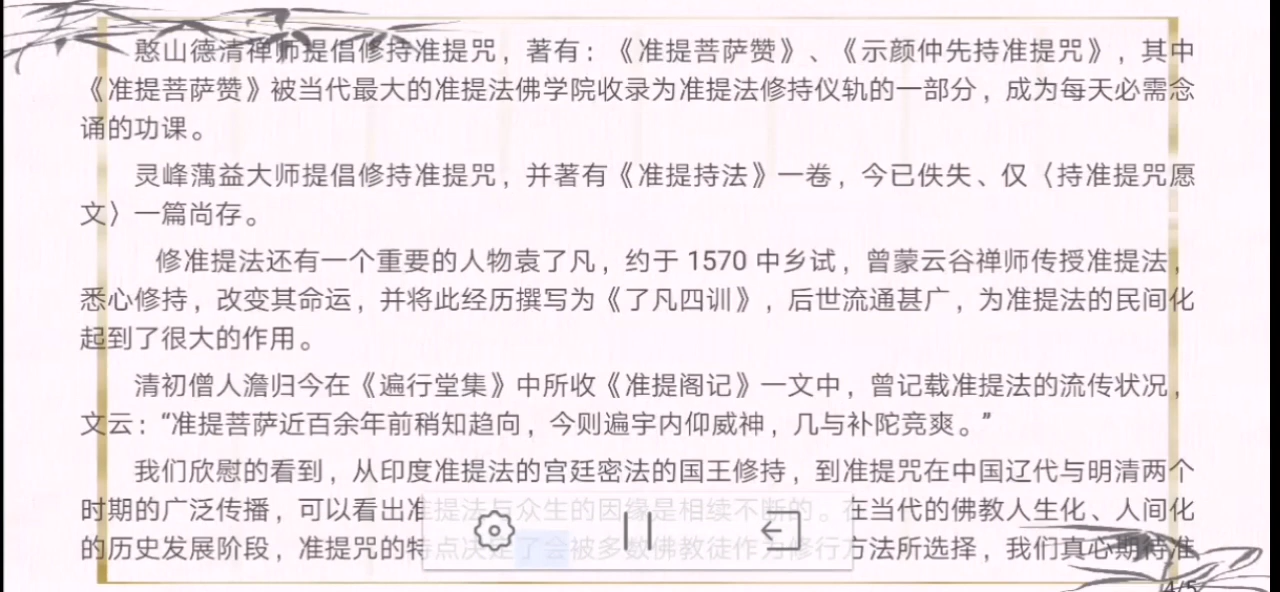 憨山德清禅师提倡修持准提咒，著有：《准提菩萨赞》、《示颜仲先持准提咒》，其中
《准提菩萨赞》被当代最大的准提法佛学院收录为准提法修持仪轨的一部分，成为每天必需念
诵的功课。
灵峰蕅益大师提倡修持准提咒，并著有《准提持法》一卷，今已佚失、仅〈持准提咒愿
文〉一篇尚存。
修准提法还有一个重要的人物袁了凡，约于 1570 中乡试，曾蒙云谷禅师传授准提法，
悉心修持，改变其命运，并将此经历撰写为《了凡四训》，后世流通甚广，为准提法的民间化
起到了很大的作用。
清初僧人澹归今在《遍行堂集》中所收《准提阁记》一文中，曾记载准提法的流传状况，
文云：“准提菩萨近百余年前稍知趋向，今则遍宇内仰威神，几与补陀竞爽。”
我们欣慰的看到，从印度准提法的宫廷密法的国王修持，到准提咒在中国辽代与明清两个
时期的广泛传播，可以看出准提法与众生的因缘是相续不断的。在当代的佛教人生化、人间化
的历史发展阶段，准提咒的特点决定了会被多数佛教徒作为修行方法所选择，我们真心期待准
4/5